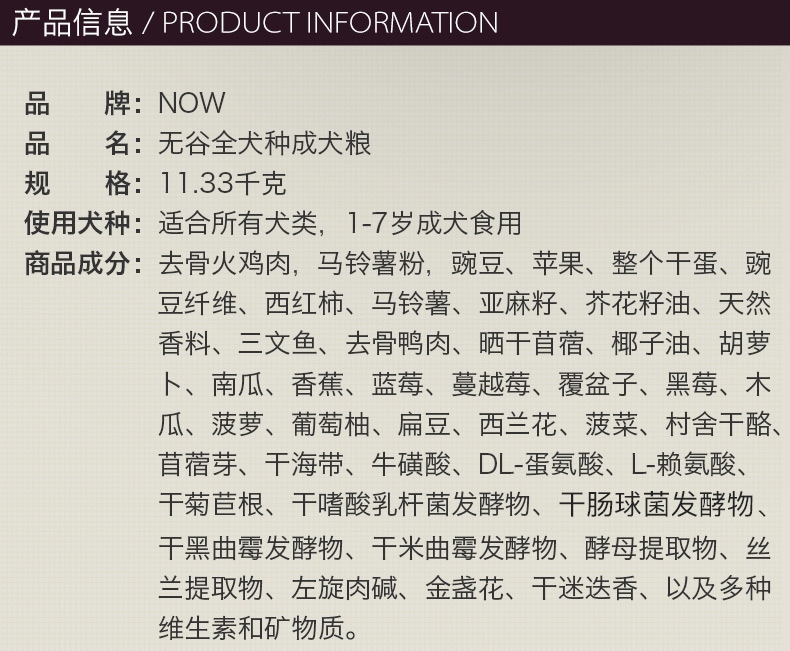 产品信息 / PRODUCT INFORMATION
品 牌：NOW
品 名：无谷全犬种成犬粮
规 格：11.33千克
使用犬种：适合所有犬类，1-7岁成犬食用
商品成分：去骨火鸡肉，马铃薯粉，豌豆、苹果、整个干蛋、豌
豆纤维、西红柿、马铃薯、亚麻籽、芥花籽油、天然
香料、三文鱼、去骨鸭肉、晒干苜蓿、椰子油、胡萝
卜、南瓜、香蕉、蓝莓、蔓越莓、覆盆子、黑莓、木
瓜、菠萝、葡萄柚、扁豆、西兰花、菠菜、村舍干酪、
苜蓿芽、干海带、牛磺酸、DL-蛋氨酸、L-赖氨酸、
干菊苣根、干嗜酸乳杆菌发酵物、干肠球菌发酵物、
干黑曲霉发酵物、干米曲霉发酵物、酵母提取物、丝
兰提取物、左旋肉碱、金盏花、干迷迭香、以及多种
维生素和矿物质。